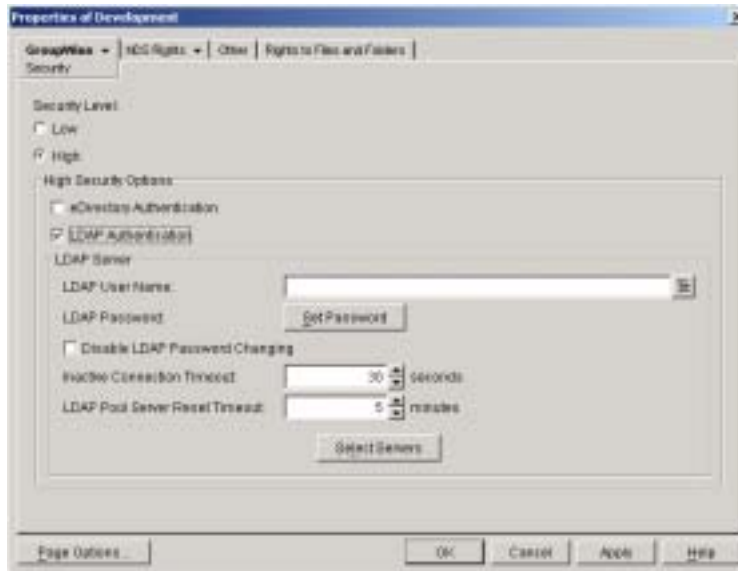 Properties of Development
GroupWise NDS Rights Other Rights to Files and Folders
Security
Security Level:
Low
High
High Security Options
eDirectory Authentication
LDAP Authentication
LDAP Server
LDAP User Name:
LDAP Password: Set Password
Disable LDAP Password Changing
Inactive Connection Timeout: 30 seconds
LDAP Pool Server Reset Timeout: 5 minutes
Select Servers
Page Options... OK Cancel Apply Help